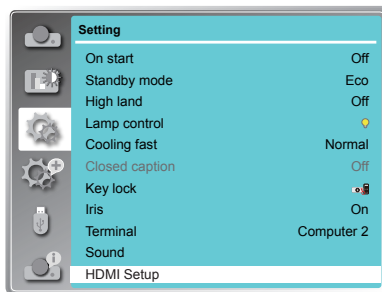 Setting
On start Off
Standby mode Eco
High land Off
Lamp control
Cooling fast Normal
Closed caption Off
Key lock
Iris On
Terminal Computer 2
Sound
HDMI Setup